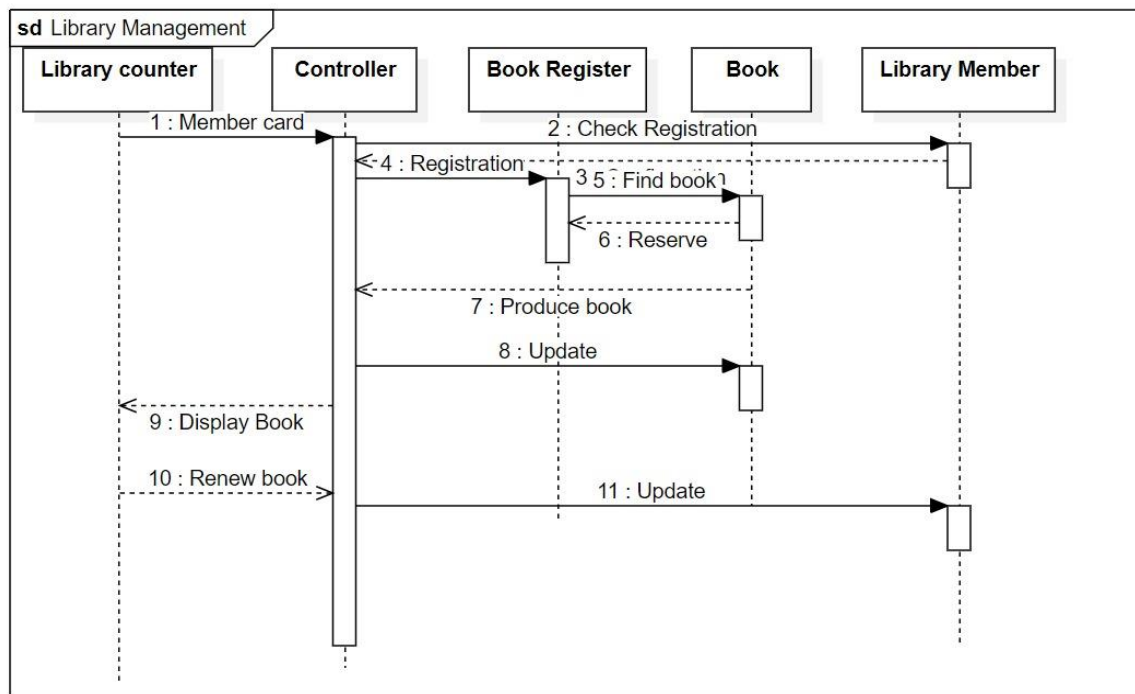 sd Library Management
Library counter
Controller
Book Register
Book
Library Member
1 : Member card
2 : Check Registration
4 : Registration
3
5 : Find book
6 : Reserve
7 : Produce book
8 : Update
9 : Display Book
10 : Renew book
11 : Update